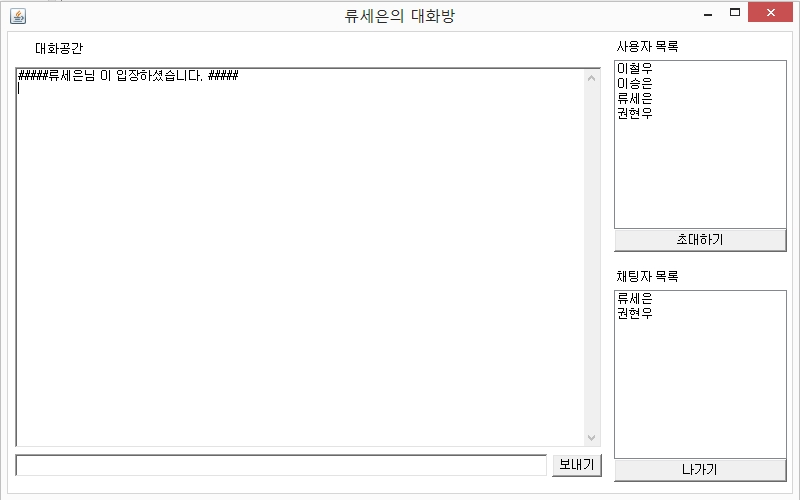 류세은의 대화방
대화공간
#####류세은님 이 입장하셨습니다. #####
보내기
사용자 목록
이철우
이승은
류세은
권현우
초대하기
채팅자 목록
류세은
권현우
나가기